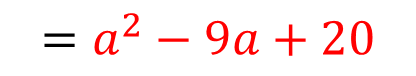 = a² − 9a + 20